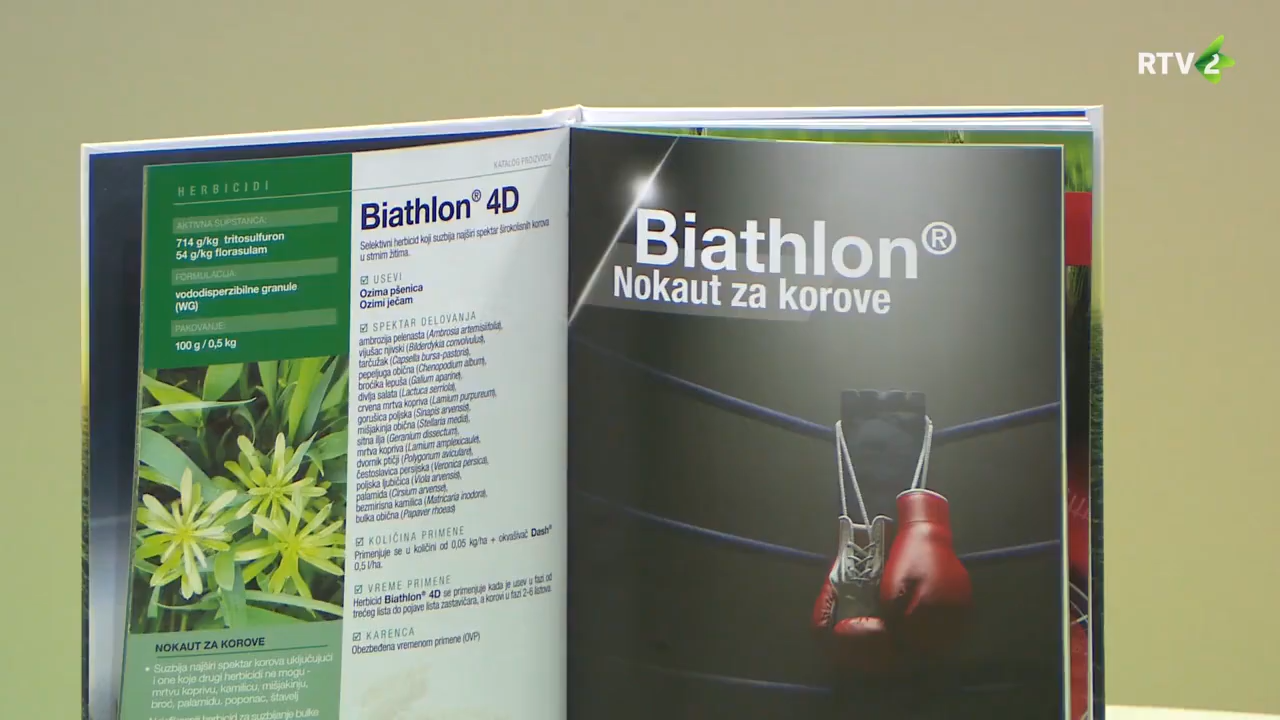 RTV 2
HERBICIDI
AKTIVNA SUPSTANCA:
714 g/kg tritosulfuron
54 g/kg florasulam
FORMULACIJA:
vododisperzibilne granule
(WG)
PAKOVANJE:
100 g / 0,5 kg
NOKAUT ZA KOROVE
• Suzbija najširi spektar korova uključujući
i one koje drugi herbicidi ne mogu -
mrtvu koprivu, kamilicu, mišjakinju,
broć, palamidu, poponac, štavelj
herbicid za suzbijanje bulke
KATALOG PROIZVODA
Biathlon® 4D
Selektivni herbicid koji suzbija najširi spektar širokolisnih korova
u strnim žitima.
USEVI
Ozima pšenica
Ozimi ječam
SPEKTAR DELOVANJA
ambrozija pelenasta (Ambrosia artemisiifolia),
vijušac njivski (Bilderdykia convolvulus),
tarčužak (Capsella bursa-pastoris),
pepeljuga obična (Chenopodium album),
broćika lepuša (Galium aparine),
divlja salata (Lactuca serriola),
crvena mrtva kopriva (Lamium purpureum),
gorušica poljska (Sinapis arvensis),
mišjakinja obična (Stellaria media),
sitna ilja (Geranium dissectum),
mrtva kopriva (Lamium amplexicaule),
dvornik ptičji (Polygonum aviculare),
čestoslavica persijska (Veronica persica),
poljska ljubičica (Viola arvensis),
palamida (Cirsium arvense),
bezmirisna kamilica (Matricaria inodora),
bulka obična (Papaver rhoeas)
KOLIČINA PRIMENE
Primenjuje se u količini od 0,05 kg/ha + okvašivač Dash®
0,5 l/ha.
VREME PRIMENE
Herbicid Biathlon® 4D se primenjuje kada je usev u fazi od
trećeg lista do pojave lista zastavičara, a korovi u fazi 2-6 listova
KARENCA
Obezbeđena vremenom primene (OVP)
Biathlon®
Nokaut za korove